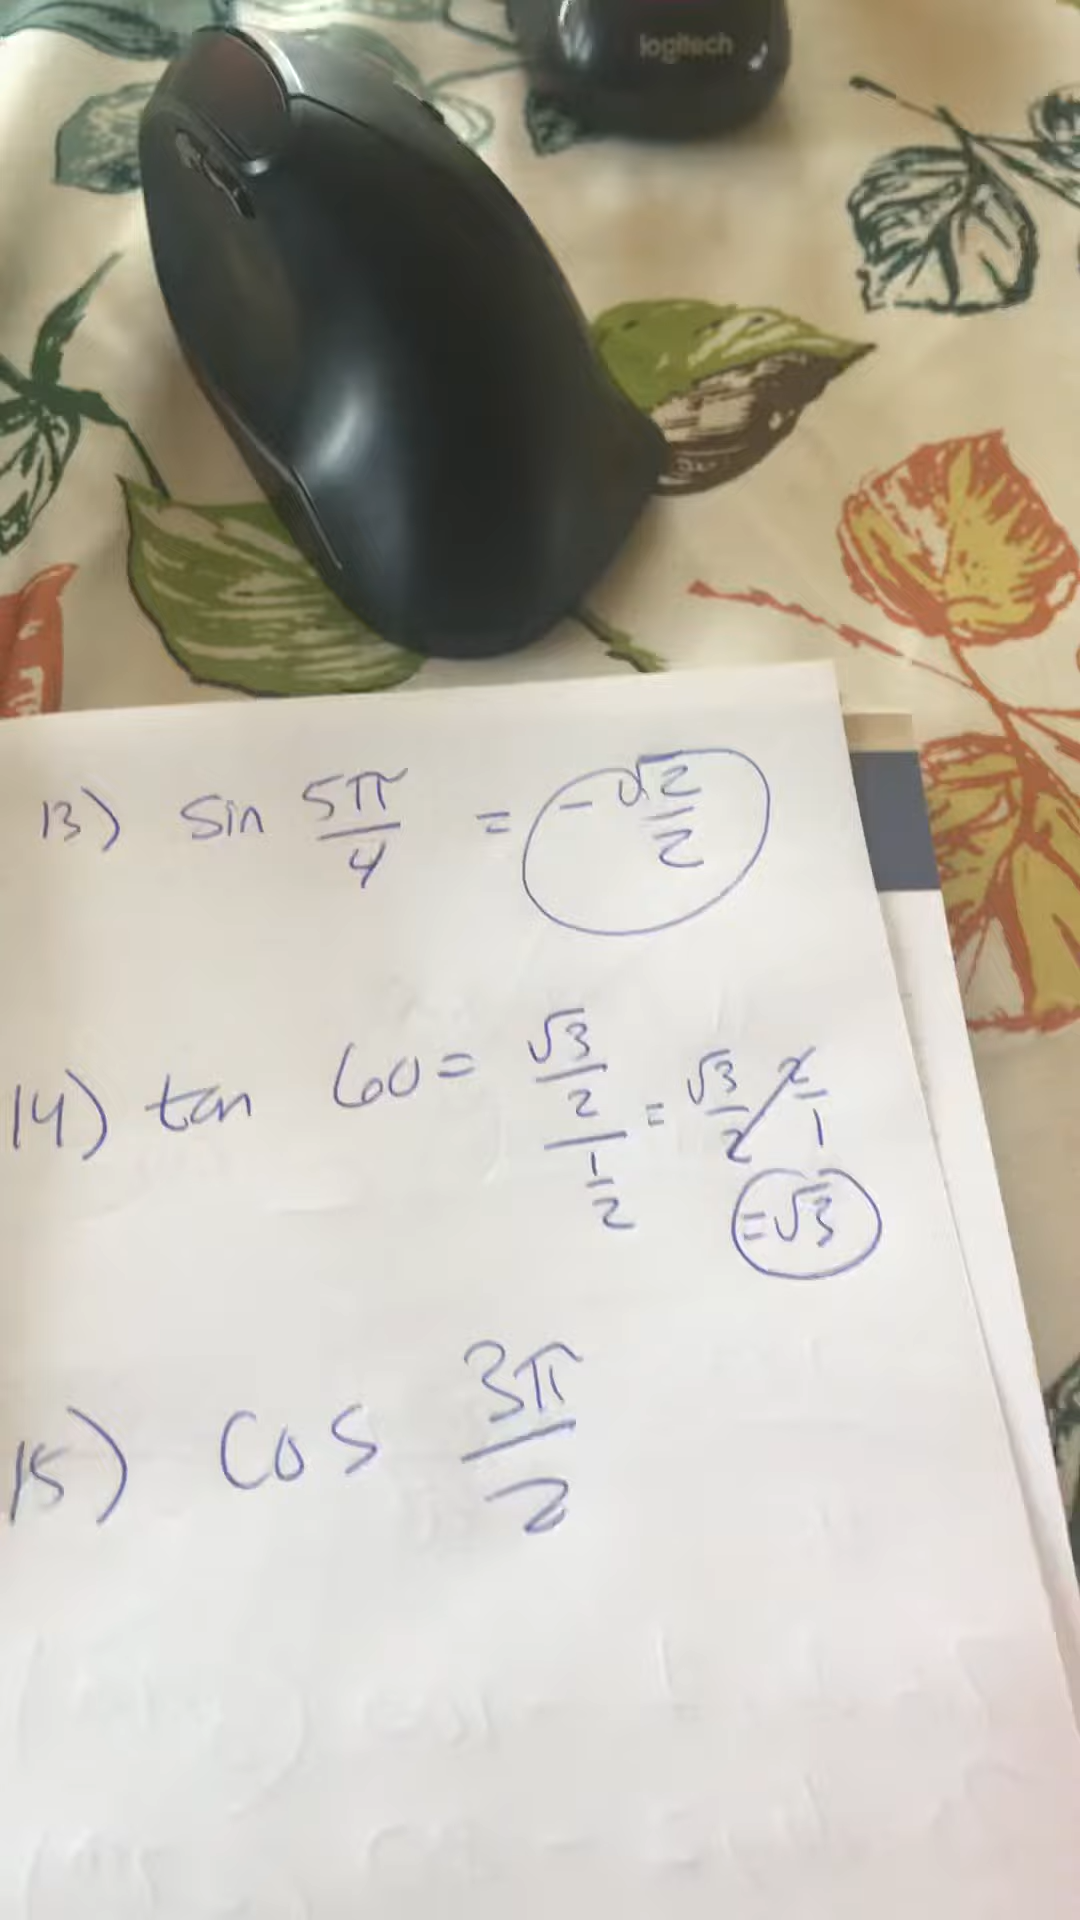 logitech
13) sin 5π/4 = -√2/2
14) tan 60 = √3/2 / 1/2 = √3/2 2/1
= √3
15) cos 3π/2